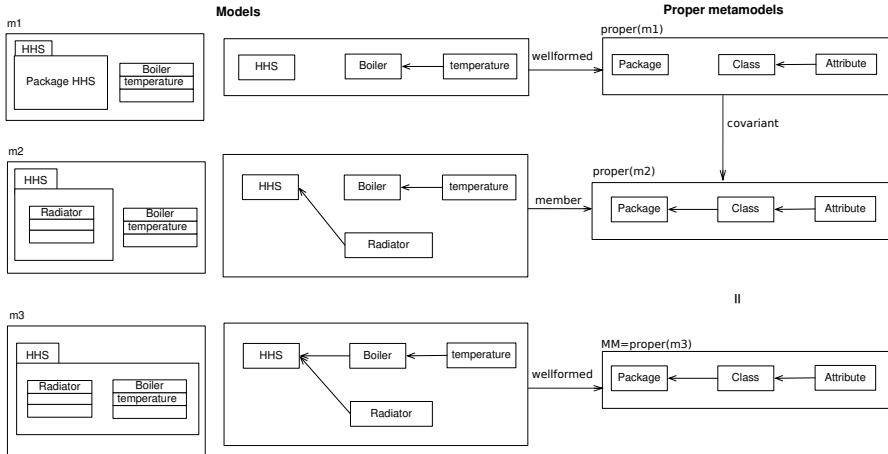 Models
Proper metamodels
m1
HHS
Package HHS
Boiler
temperature
HHS
Boiler
temperature
wellformed
proper(m1)
Package
Class
Attribute
covariant
m2
HHS
Radiator
Boiler
temperature
HHS
Boiler
temperature
Radiator
member
proper(m2)
Package
Class
Attribute
=
m3
HHS
Radiator
Boiler
temperature
HHS
Boiler
temperature
Radiator
wellformed
MM=proper(m3)
Package
Class
Attribute